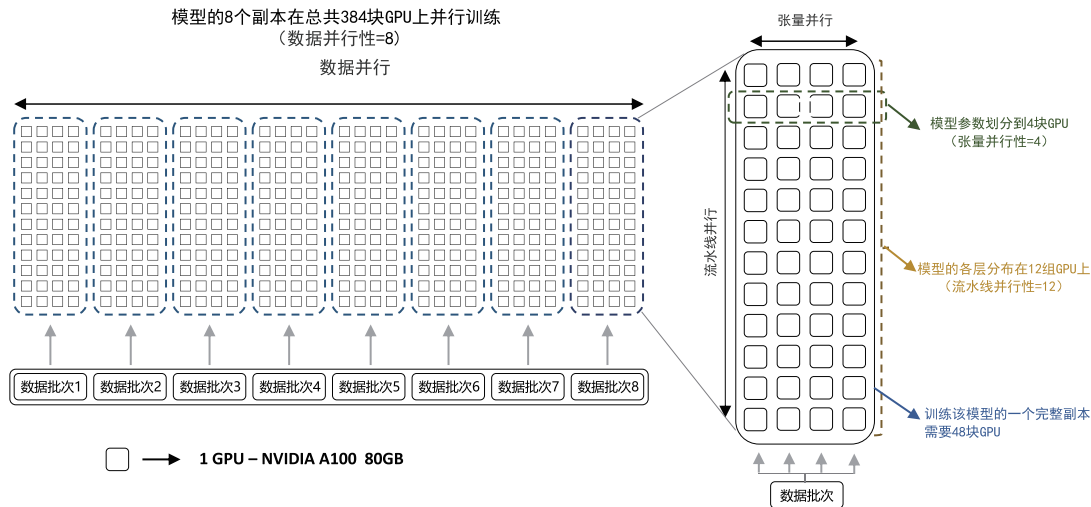 模型的8个副本在总共384块GPU上并行训练
（数据并行性=8）
数据并行
数据批次1
数据批次2
数据批次3
数据批次4
数据批次5
数据批次6
数据批次7
数据批次8
1 GPU – NVIDIA A100 80GB
张量并行
流水线并行
模型参数划分到4块GPU
（张量并行性=4）
模型的各层分布在12组GPU上
（流水线并行性=12）
训练该模型的一个完整副本
需要48块GPU
数据批次